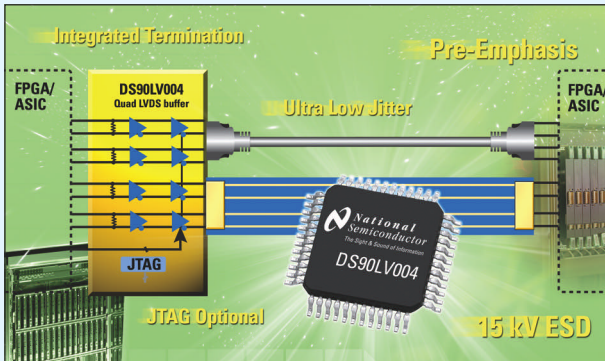 Integrated Termination
Pre-Emphasis
FPGA/
ASIC
DS90LV004
Quad LVDS buffer
FPGA/
ASIC
Ultra Low Jitter
National
Semiconductor
The Sight & Sound of Information
DS90LV004
JTAG
JTAG Optional
15 kV ESD